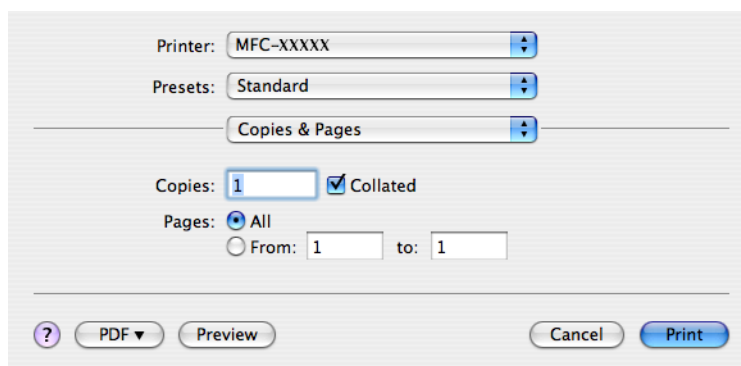 Printer: MFC-XXXXX
Presets: Standard
Copies & Pages
Copies: 1 Collated
Pages: All
From: 1 to: 1
? PDF ▼ Preview Cancel Print